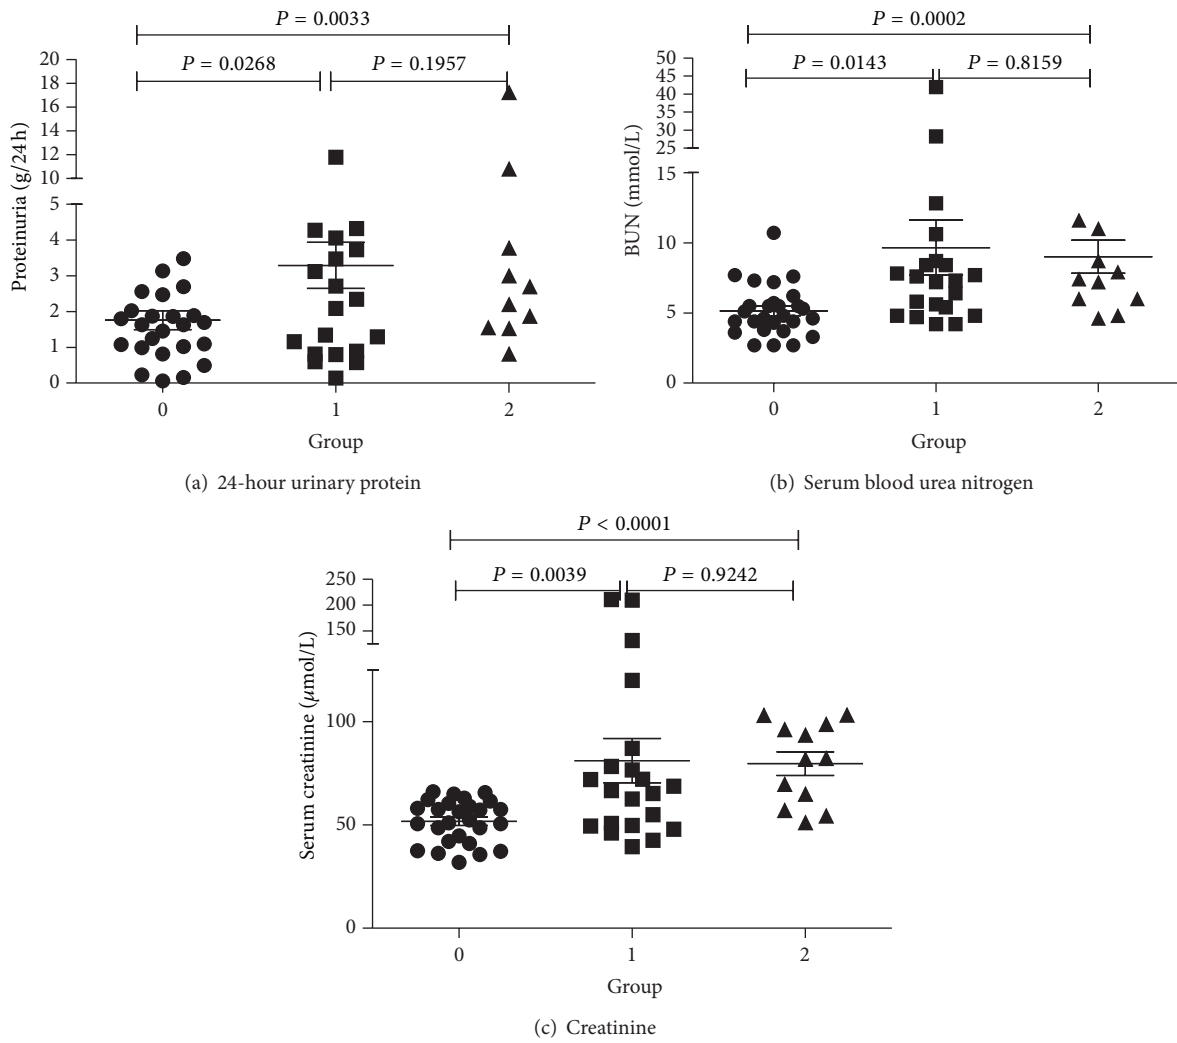 P = 0.0033
P = 0.0268
P = 0.1957
Proteinuria (g/24 h)
20
18
16
14
12
10
5
4
3
2
1
0
0
1
2
Group
(a) 24-hour urinary protein
P = 0.0002
P = 0.0143
P = 0.8159
BUN (mmol/L)
50
45
40
35
30
25
15
10
5
0
0
1
2
Group
(b) Serum blood urea nitrogen
P < 0.0001
P = 0.0039
P = 0.9242
Serum creatinine (μmol/L)
250
200
150
100
50
0
0
1
2
Group
(c) Creatinine